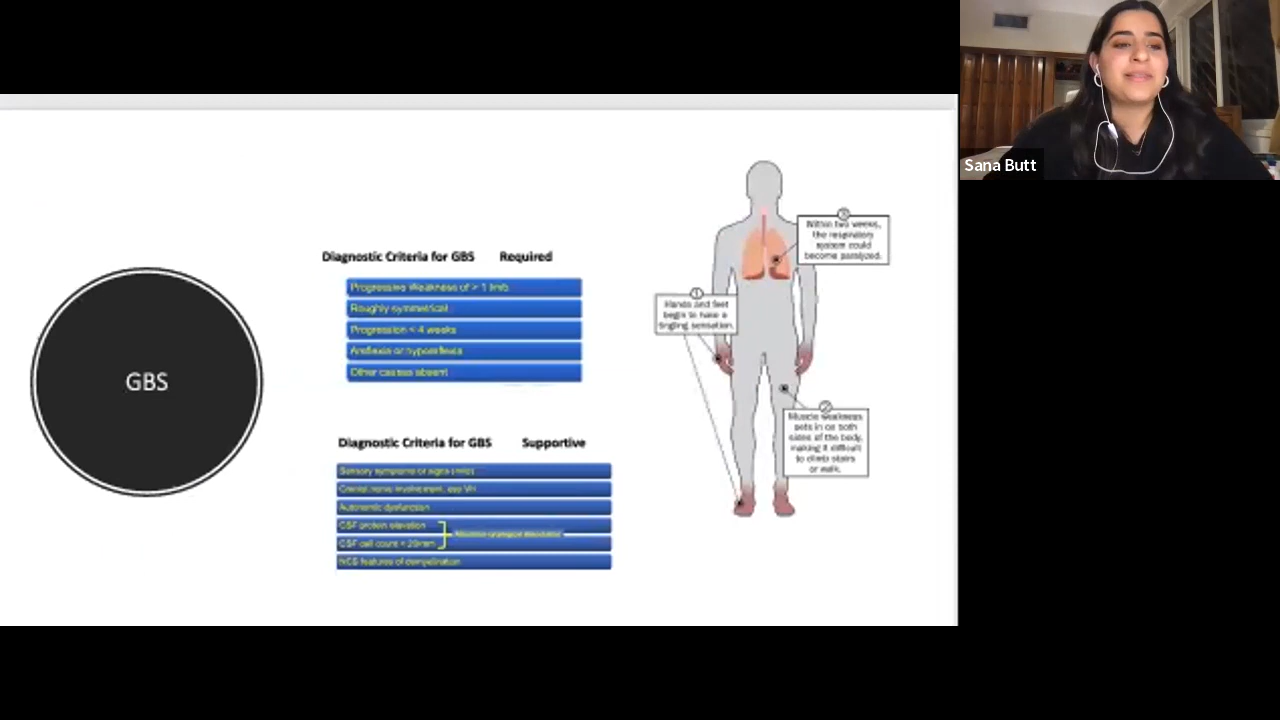 Sana Butt
GBS
Diagnostic Criteria for GBS Required
Progressive Weakness of > 1 limb
Roughly symmetrical
Progression < 4 weeks
Areflexia or hyporeflexia
Other causes absent
Diagnostic Criteria for GBS Supportive
Sensory symptoms or signs
Cranial nerve involvement, esp VII
Autonomic dysfunction
CSF protein elevation
CSF cell count <
NCS features of demyelination
1
Hands and feet
begin to have a
tingling sensation.
2
Muscle weakness
sets in on both
sides of the body,
making it difficult
to climb stairs
or walk.
3
Within two weeks,
the respiratory
system could
become paralyzed.